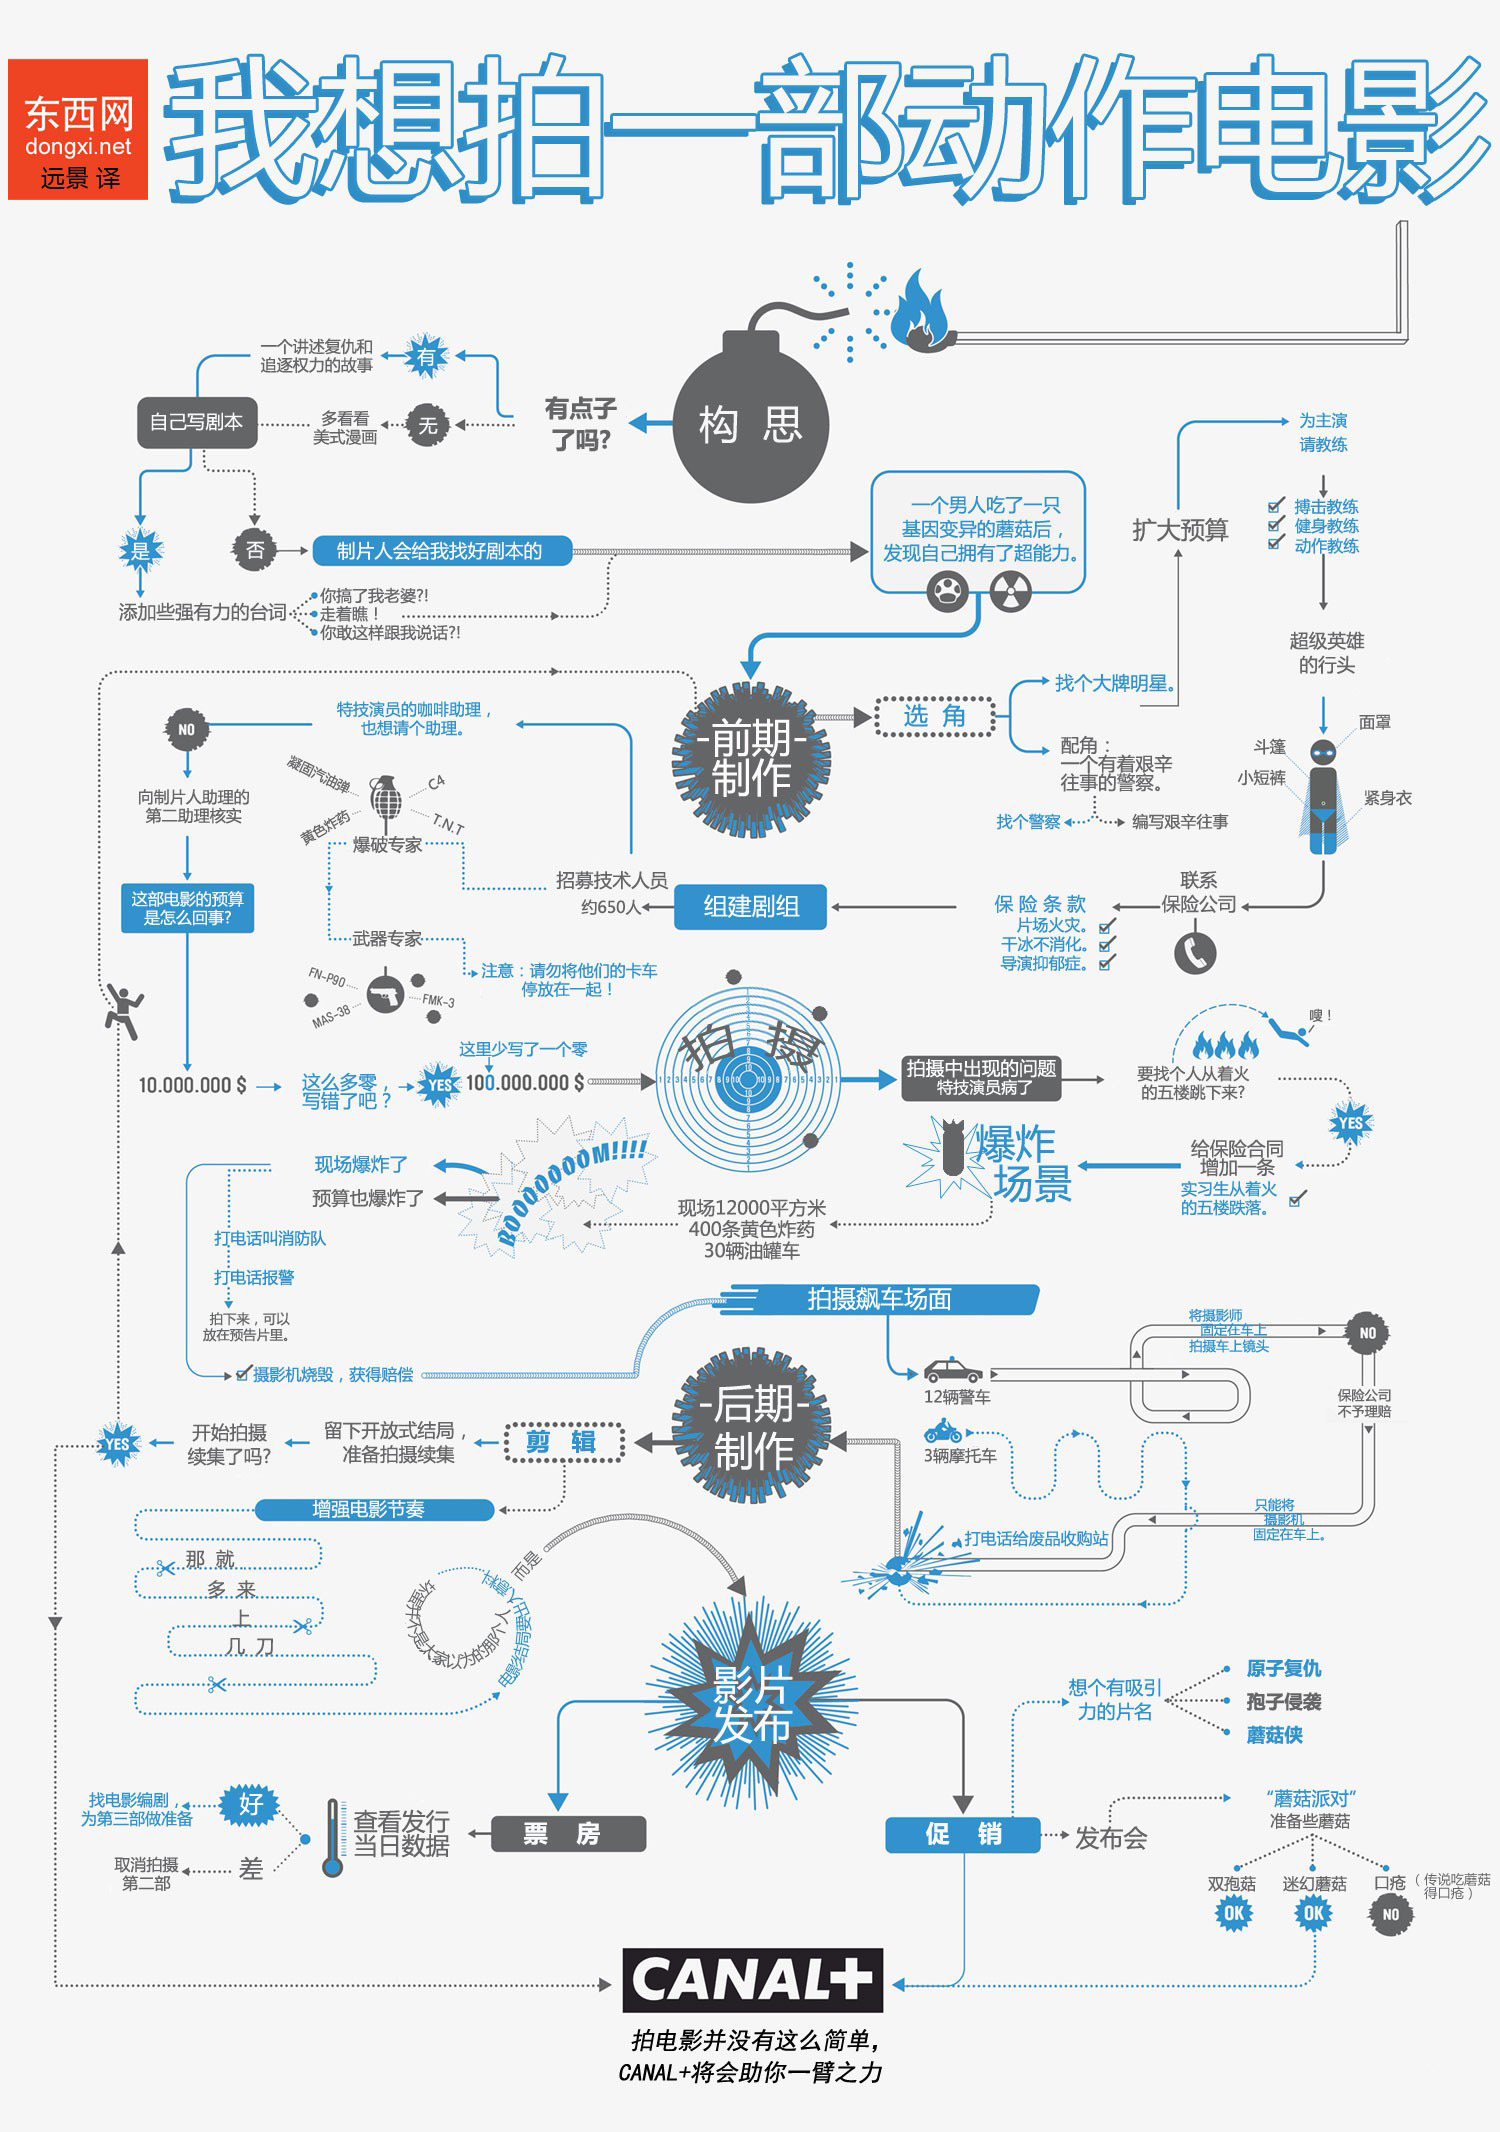 东西网
dongxi.net
远景 译
我想拍一部动作电影
构 思
有点子
了吗?
有
一个讲述复仇和
追逐权力的故事
无
多看看
美式漫画
自己写剧本
是
否
制片人会给我找好剧本的
添加些强有力的台词
你搞了我老婆?!
走着瞧！
你敢这样跟我说话?!
一个男人吃了一只
基因变异的蘑菇后，
发现自己拥有了超能力。
-前期-
制作
选 角
找个大牌明星。
扩大预算
为主演
请教练
搏击教练
健身教练
动作教练
超级英雄
的行头
面罩
斗篷
小短裤
紧身衣
配角：
一个有着艰辛
往事的警察。
找个警察
编写艰辛往事
联系
保险公司
保 险 条 款
片场火灾。
干冰不消化。
导演抑郁症。
组建剧组
招募技术人员
约650人
特技演员的咖啡助理，
也想请个助理。
NO
向制片人助理的
第二助理核实
这部电影的预算
是怎么回事?
凝固汽油弹
C4
黄色炸药
T.N.T
爆破专家
武器专家
FN-P90
MAS-38
FMK-3
注意：请勿将他们的卡车
停放在一起！
10.000.000 $
这么多零，
写错了吧？
YES
这里少写了一个零
100.000.000 $
拍 摄
拍摄中出现的问题
特技演员病了
要找个人从着火
的五楼跳下来?
嗖！
YES
给保险合同
增加一条
实习生从着火
的五楼跌落。
爆炸
场景
现场12000平方米
400条黄色炸药
30辆油罐车
BOOOOOOOM!!!!
现场爆炸了
预算也爆炸了
打电话叫消防队
打电话报警
拍下来，可以
放在预告片里。
摄影机烧毁，获得赔偿
拍摄飙车场面
12辆警车
3辆摩托车
将摄影师
固定在车上
拍摄车上镜头
NO
保险公司
不予理赔
只能将
摄影机
固定在车上。
打电话给废品收购站
-后期-
制作
剪 辑
留下开放式结局，
准备拍摄续集
开始拍摄
续集了吗?
YES
增强电影节奏
那 就
多 来
上
几 刀
电影结局要出人意料
坏蛋并不是大家以为的那个人
而是
影片
发布
票 房
查看发行
当日数据
好
找电影编剧，
为第三部做准备
差
取消拍摄
第二部
促 销
想个有吸引
力的片名
原子复仇
孢子侵袭
蘑菇侠
发布会
“蘑菇派对”
准备些蘑菇
双孢菇
OK
迷幻蘑菇
OK
口疮
（传说吃蘑菇
得口疮）
NO
CANAL+
拍电影并没有这么简单，
CANAL+将会助你一臂之力